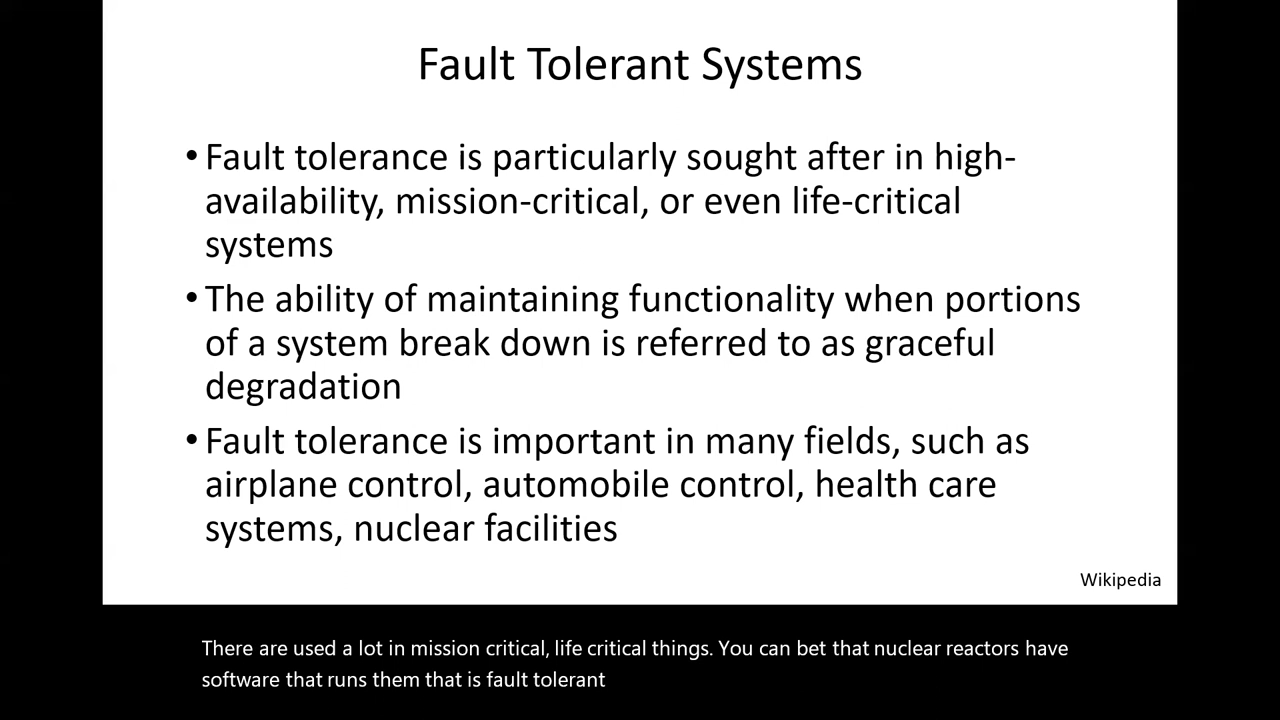 Fault Tolerant Systems
• Fault tolerance is particularly sought after in high-
availability, mission-critical, or even life-critical
systems
• The ability of maintaining functionality when portions
of a system break down is referred to as graceful
degradation
• Fault tolerance is important in many fields, such as
airplane control, automobile control, health care
systems, nuclear facilities
Wikipedia
There are used a lot in mission critical, life critical things. You can bet that nuclear reactors have
software that runs them that is fault tolerant